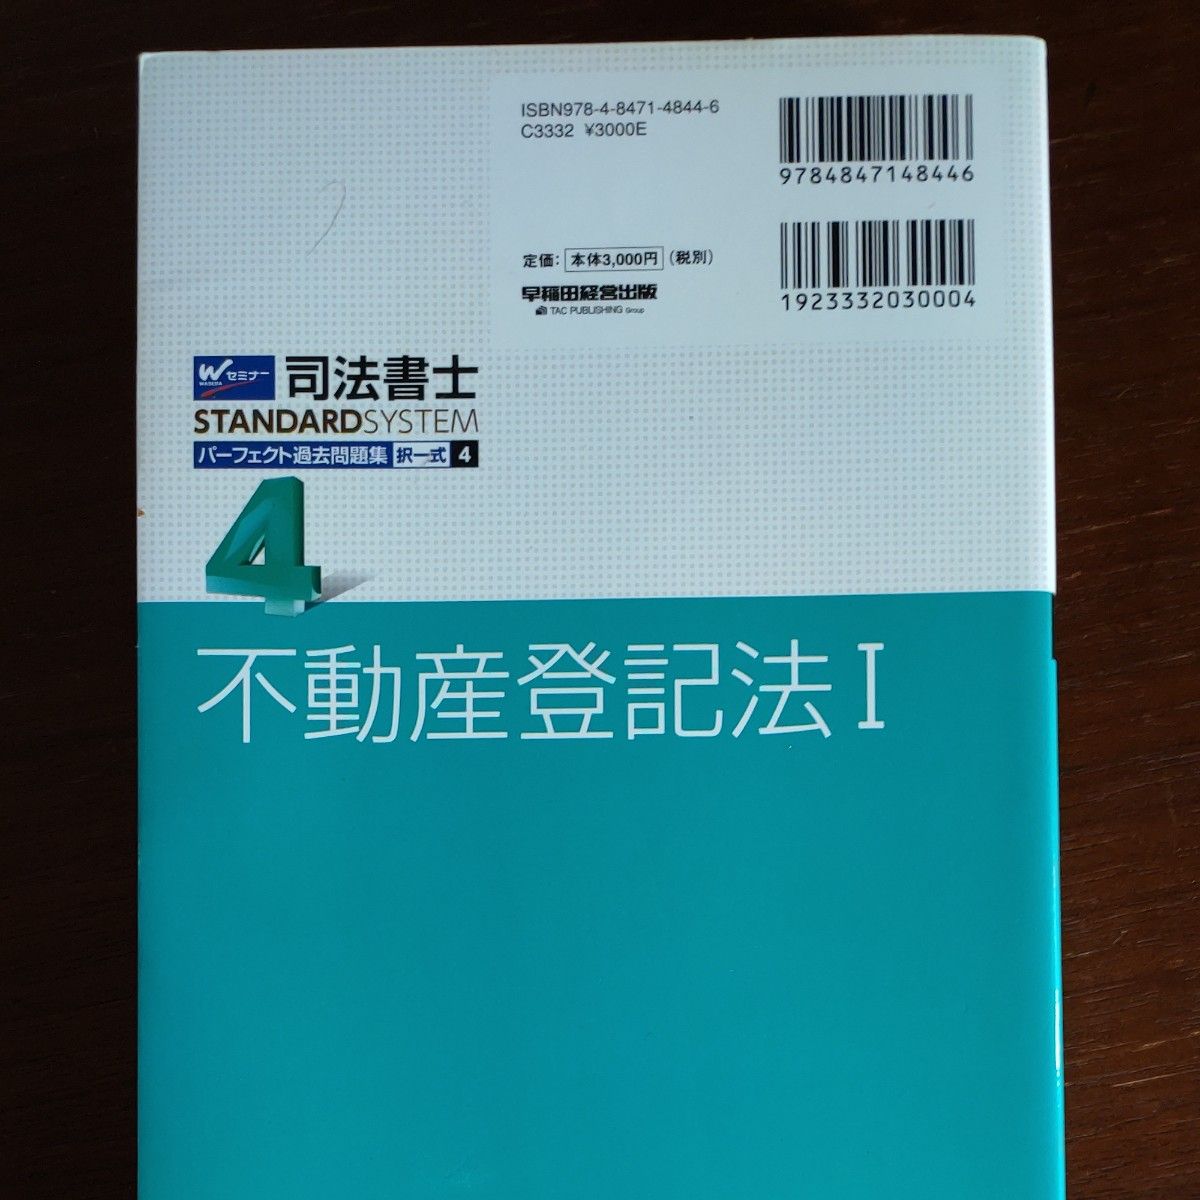 ISBN978-4-8471-4844-6
C3332 ¥3000E
9784847148446
定価: 本体3,000円 (税別)
早稲田経営出版
TAC PUBLISHING Group
1923332030004
Wセミナー
WASEDA
司法書士
STANDARDSYSTEM
パーフェクト過去問題集 択一式 4
4
不動産登記法 I